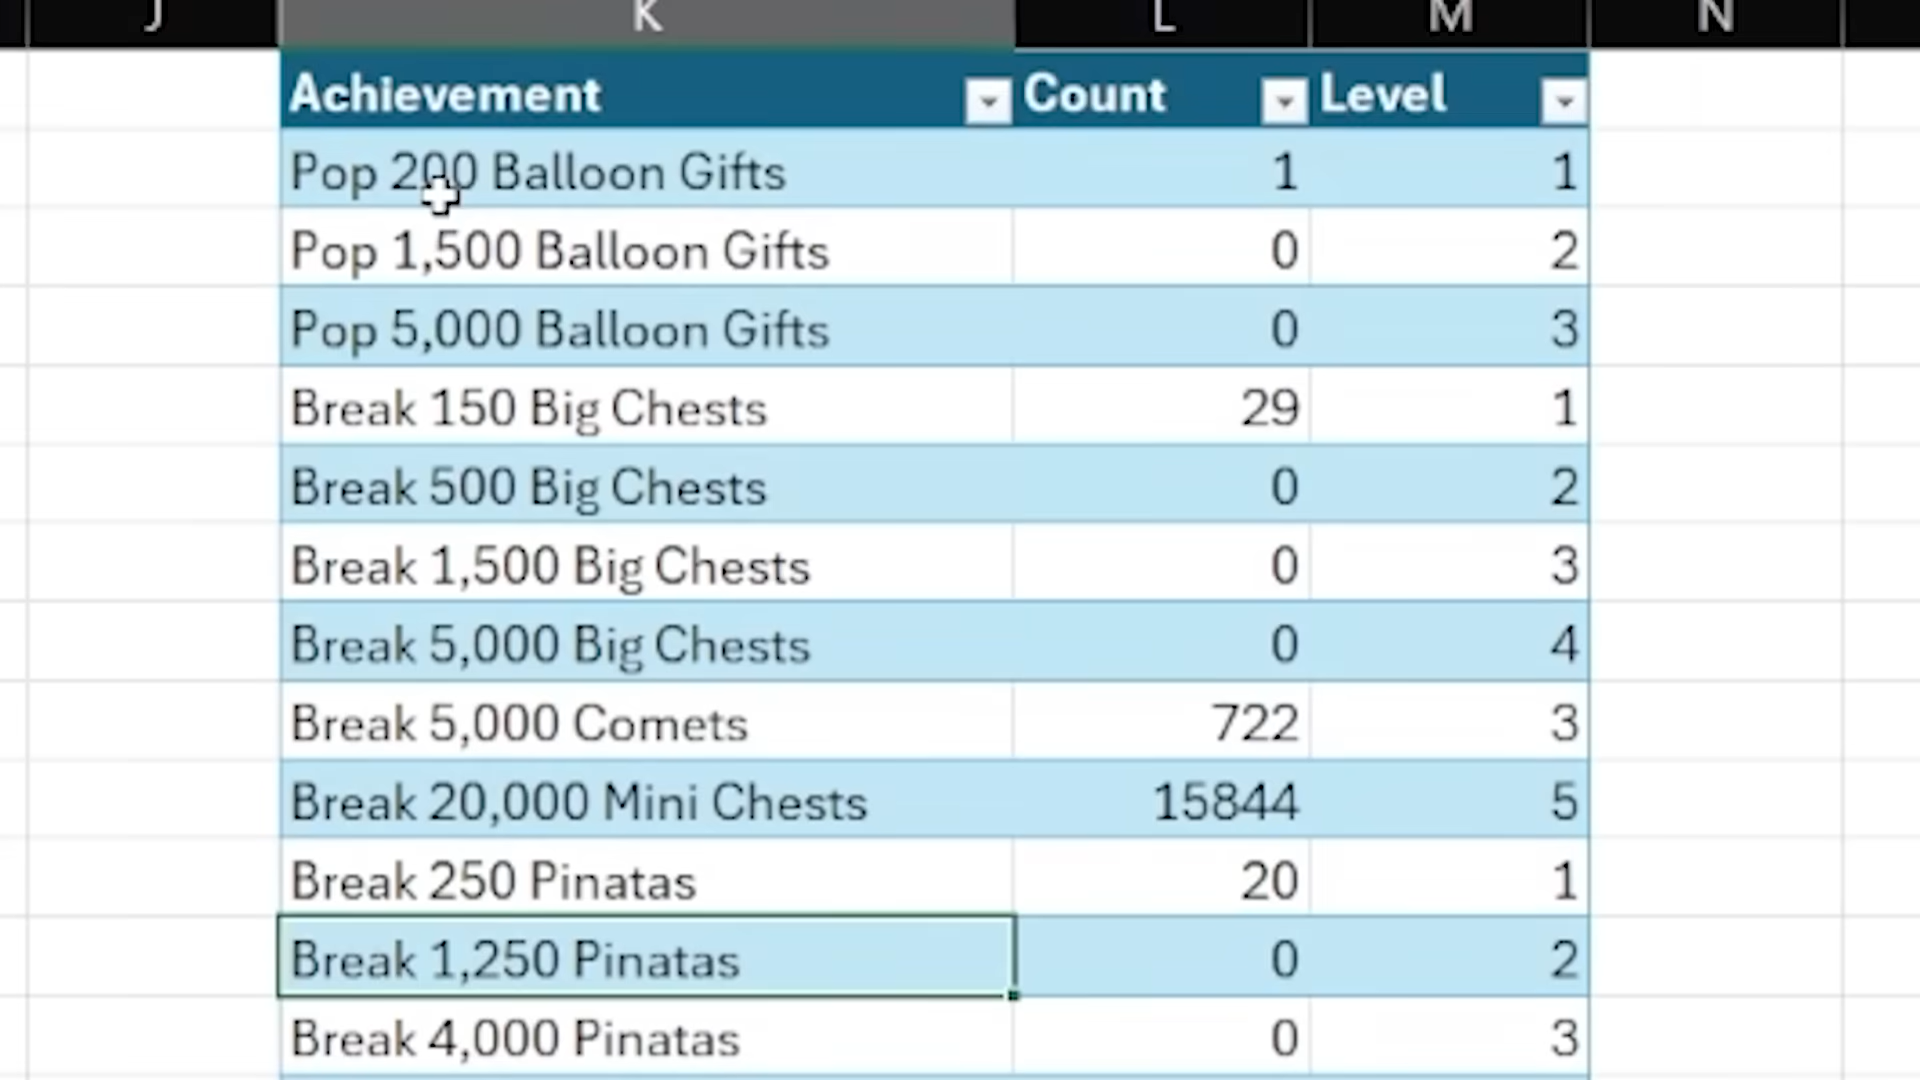 J K L M N
Achievement Count Level
Pop 200 Balloon Gifts 1 1
Pop 1,500 Balloon Gifts 0 2
Pop 5,000 Balloon Gifts 0 3
Break 150 Big Chests 29 1
Break 500 Big Chests 0 2
Break 1,500 Big Chests 0 3
Break 5,000 Big Chests 0 4
Break 5,000 Comets 722 3
Break 20,000 Mini Chests 15844 5
Break 250 Pinatas 20 1
Break 1,250 Pinatas 0 2
Break 4,000 Pinatas 0 3